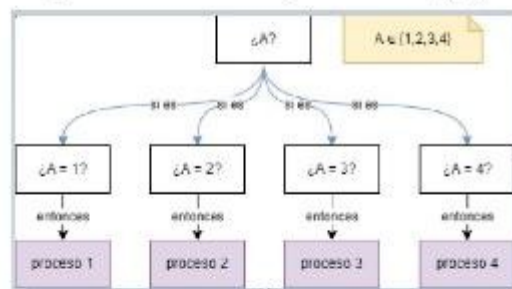 ¿A?
A ∈ {1,2,3,4}
si es si es si es si es
¿A = 1? ¿A = 2? ¿A = 3? ¿A = 4?
entonces entonces entonces entonces
proceso 1 proceso 2 proceso 3 proceso 4